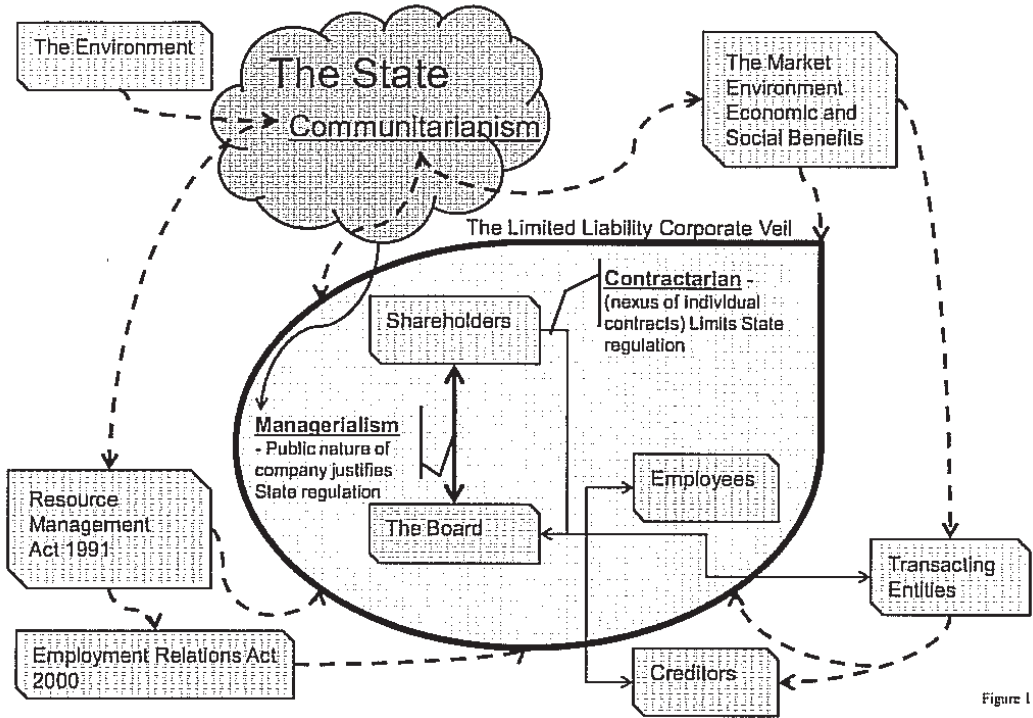 The Environment
The State
Communitarianism
The Market
Environment
Economic and
Social Benefits
The Limited Liability Corporate Veil
Contractarian -
(nexus of individual
contracts) Limits State
regulation
Shareholders
Managerialism
- Public nature of
company justifies
State regulation
Employees
The Board
Resource
Management
Act 1991
Transacting
Entities
Employment Relations Act
2000
Creditors
Figure 1